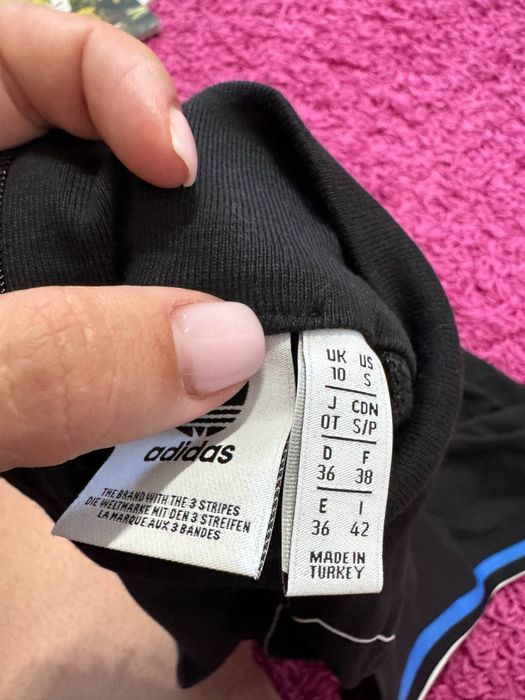 adidas
THE BRAND WITH THE 3 STRIPES
DIE WELTMARKE MIT DEN 3 STREIFEN
LA MARQUE AUX 3 BANDES
UK US
10 S
J CDN
OT S/P
D F
36 38
E I
36 42
MADE IN
TURKEY